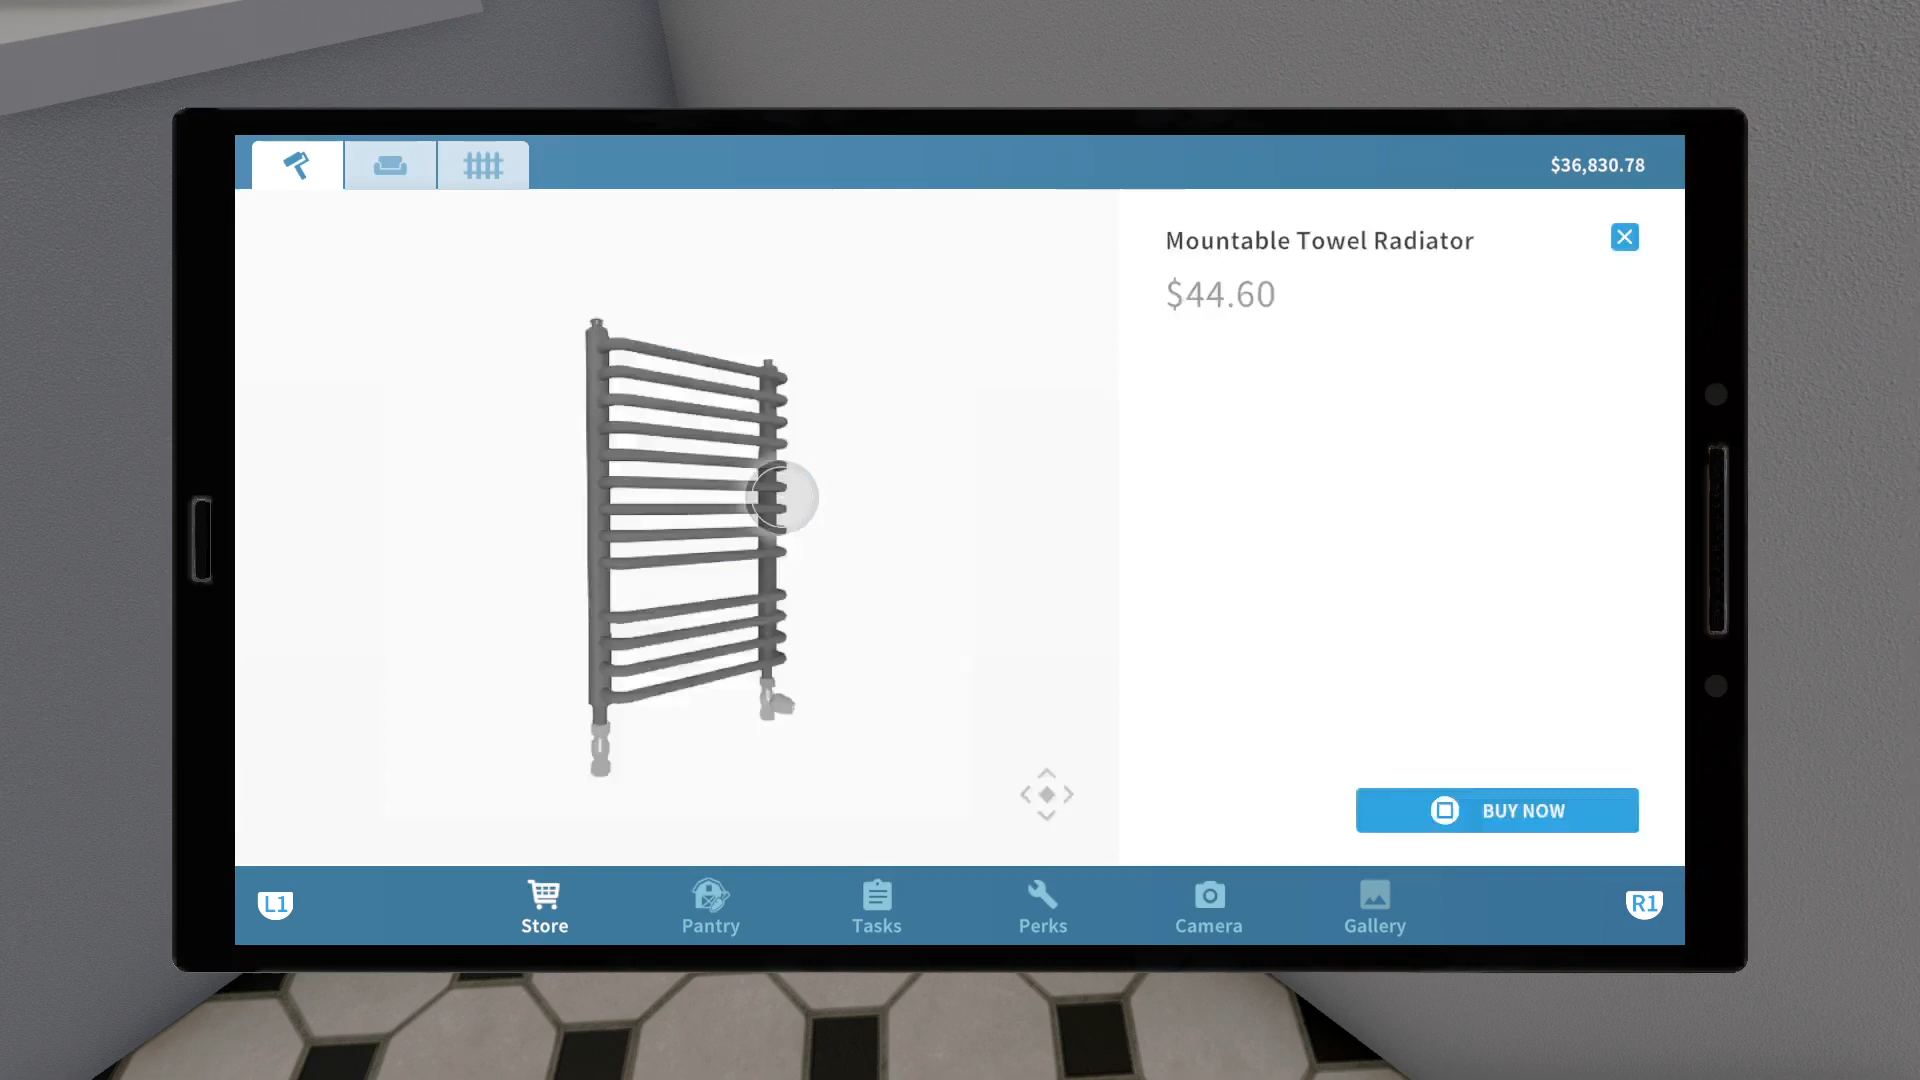 $36,830.78
Mountable Towel Radiator
$44.60
BUY NOW
L1
Store
Pantry
Tasks
Perks
Camera
Gallery
R1